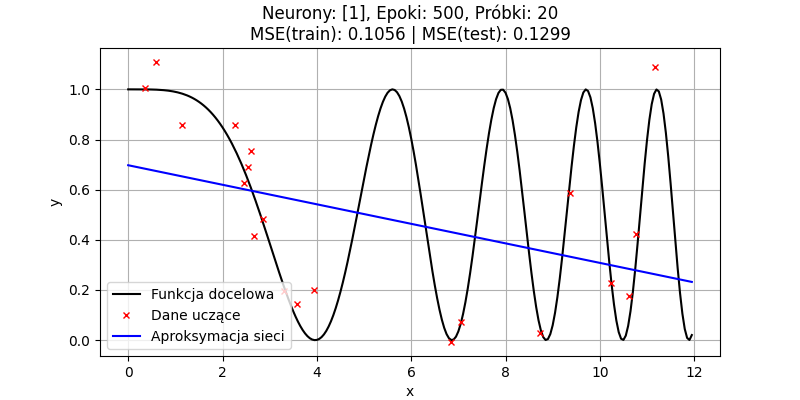 Neurony: [1], Epoki: 500, Próbki: 20
MSE(train): 0.1056 | MSE(test): 0.1299
1.0
0.8
0.6
0.4
0.2
0.0
y
Funkcja docelowa
Dane uczące
Aproksymacja sieci
0 2 4 6 8 10 12
x